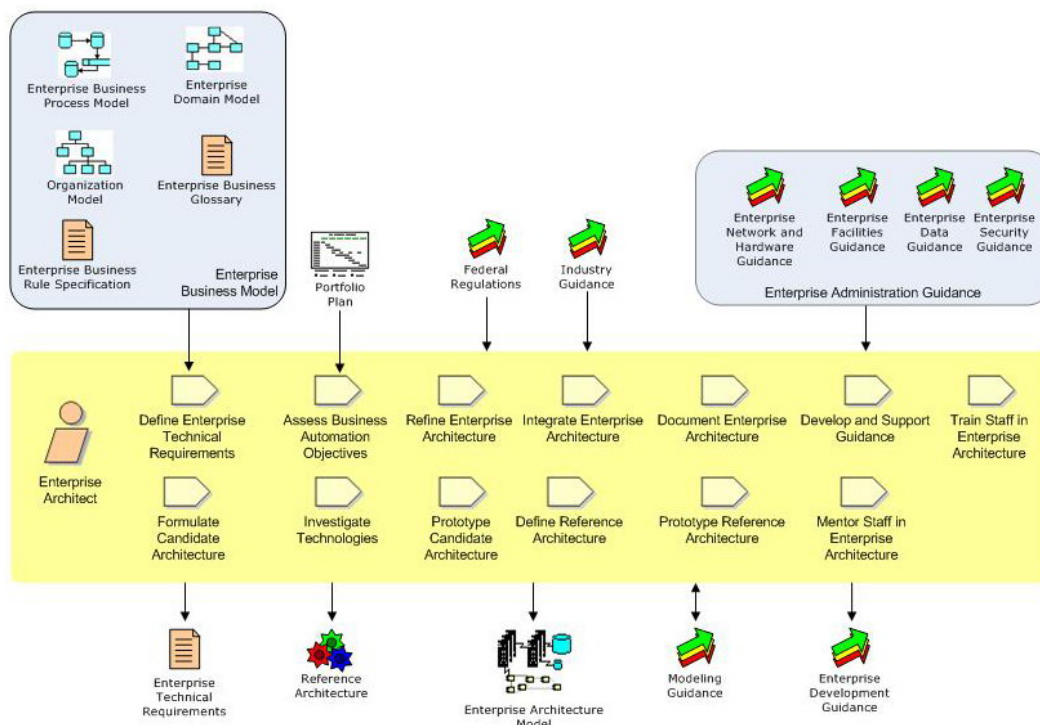 Enterprise Business
Process Model
Enterprise
Domain Model
Organization
Model
Enterprise Business
Glossary
Enterprise Business
Rule Specification
Enterprise
Business Model
Portfolio
Plan
Federal
Regulations
Industry
Guidance
Enterprise
Network and
Hardware
Guidance
Enterprise
Facilities
Guidance
Enterprise
Data
Guidance
Enterprise
Security
Guidance
Enterprise Administration Guidance
Enterprise
Architect
Define Enterprise
Technical
Requirements
Assess Business
Automation
Objectives
Refine Enterprise
Architecture
Integrate Enterprise
Architecture
Document Enterprise
Architecture
Develop and Support
Guidance
Train Staff in
Enterprise
Architecture
Formulate
Candidate
Architecture
Investigate
Technologies
Prototype
Candidate
Architecture
Define Reference
Architecture
Prototype Reference
Architecture
Mentor Staff in
Enterprise
Architecture
Enterprise
Technical
Requirements
Reference
Architecture
Enterprise Architecture
Model
Modeling
Guidance
Enterprise
Development
Guidance